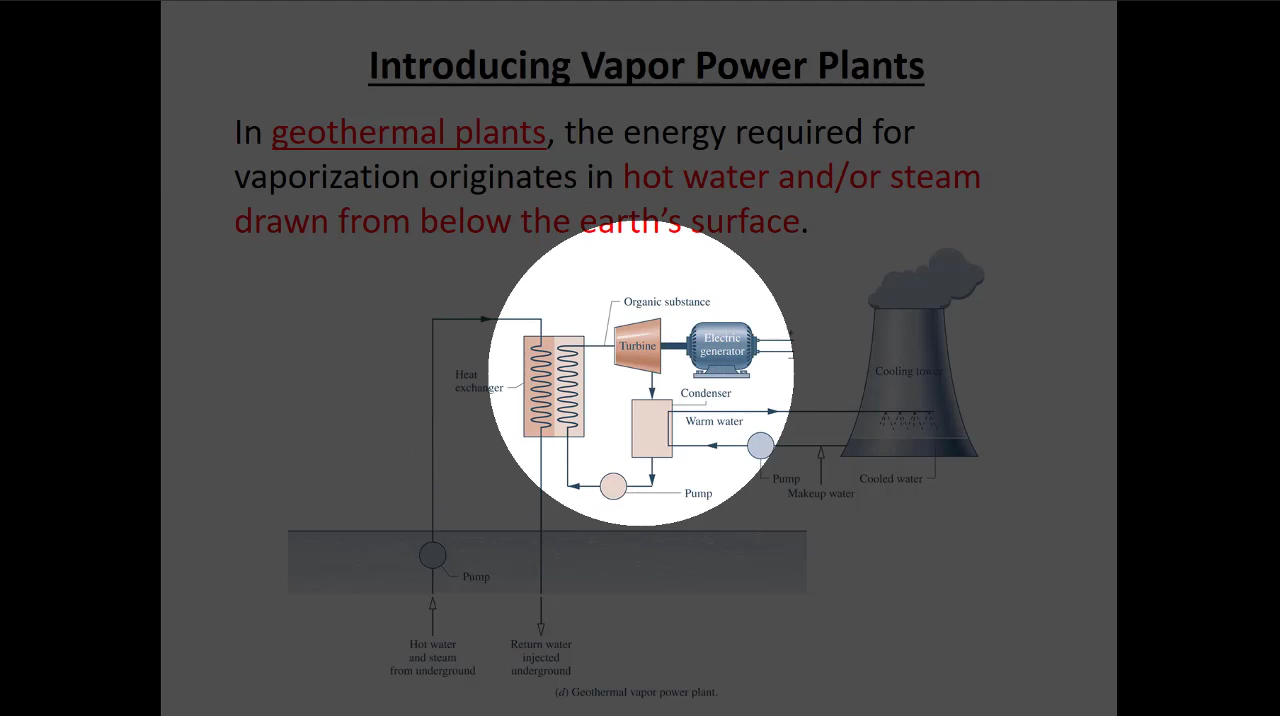 Introducing Vapor Power Plants
In geothermal plants, the energy required for
vaporization originates in hot water and/or steam
drawn from below the earth’s surface.
Organic substance
Turbine
Electric
generator
Heat
exchanger
Cooling tower
Condenser
Warm water
Pump
Makeup water
Cooled water
Pump
Pump
Hot water
and steam
from underground
Return water
injected
underground
(d) Geothermal vapor power plant.